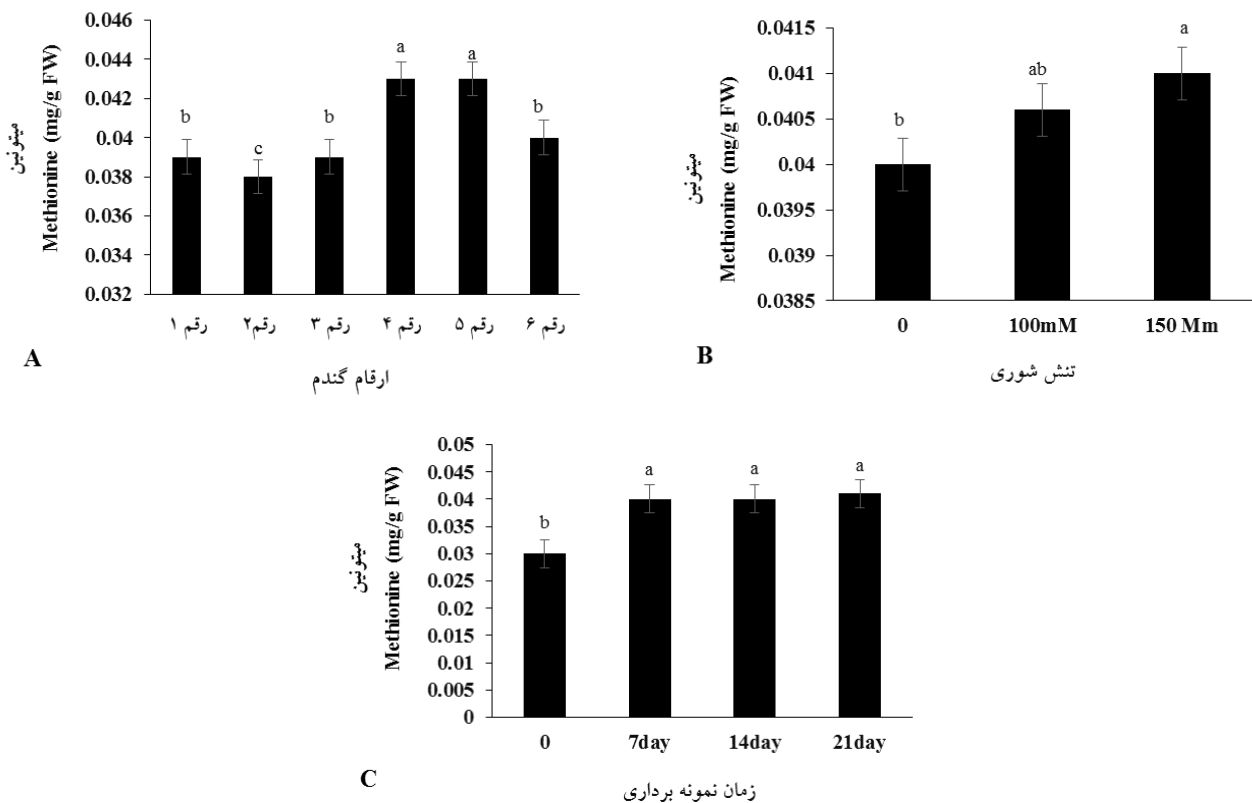 میتونین
Methionine (mg/g FW)
0.046
0.044
0.042
0.04
0.038
0.036
0.034
0.032
b
c
b
a
a
b
رقم ۱
رقم۲
رقم ۳
رقم ۴
رقم ۵
رقم ۶
A
ارقام گندم
میتونین
Methionine (mg/g FW)
0.0415
0.041
0.0405
0.04
0.0395
0.039
0.0385
b
ab
a
0
100mM
150 Mm
B
تنش شوری
میتونین
Methionine (mg/g FW)
0.05
0.045
0.04
0.035
0.03
0.025
0.02
0.015
0.01
0.005
0
b
a
a
a
0
7day
14day
21day
C
زمان نمونه برداری